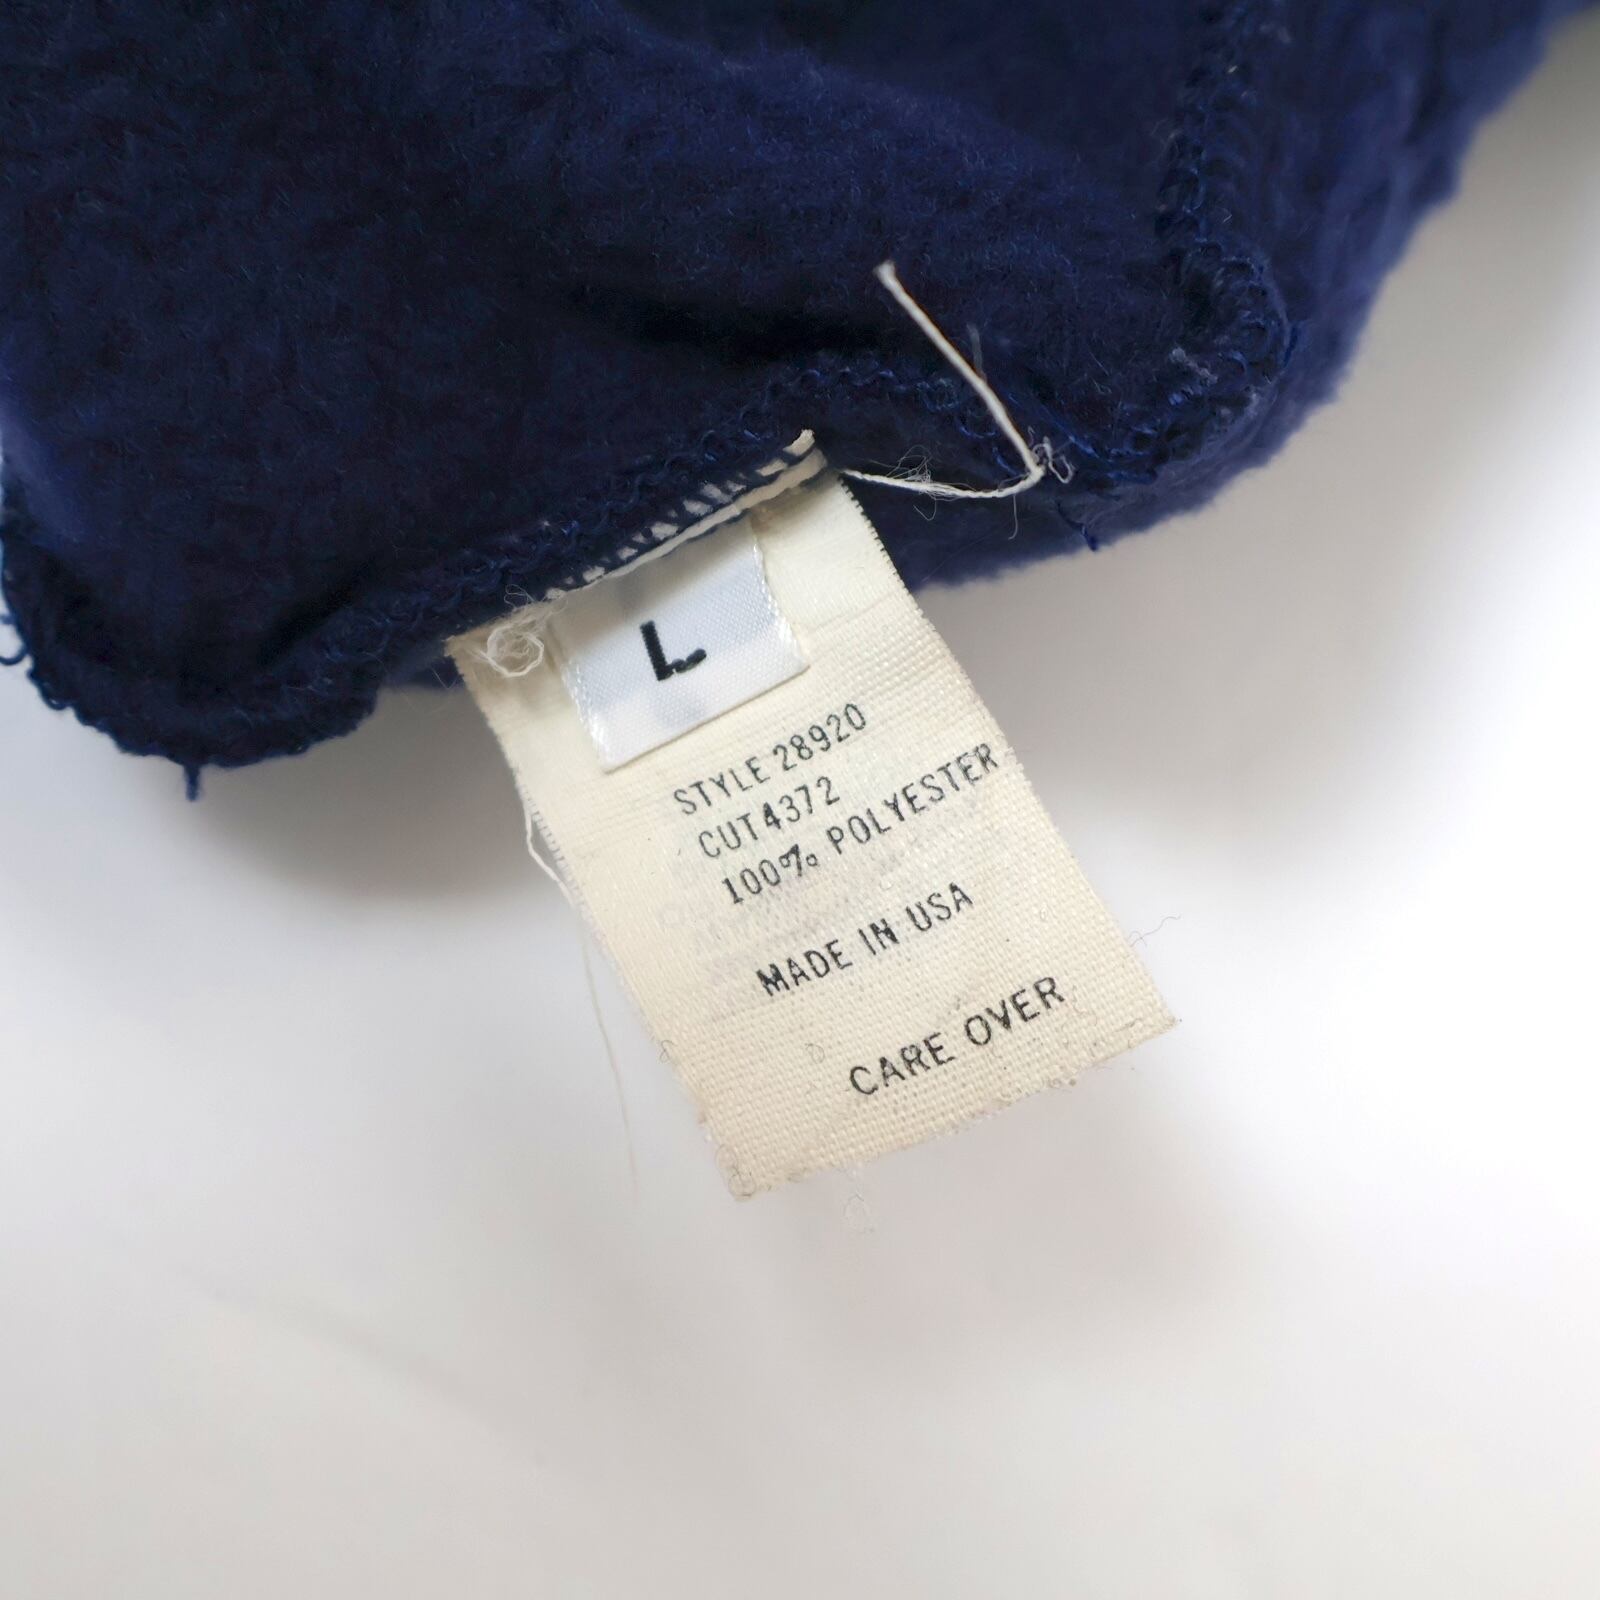 L
STYLE 28920
CUT4372
100% POLYESTER
MADE IN USA
CARE OVER